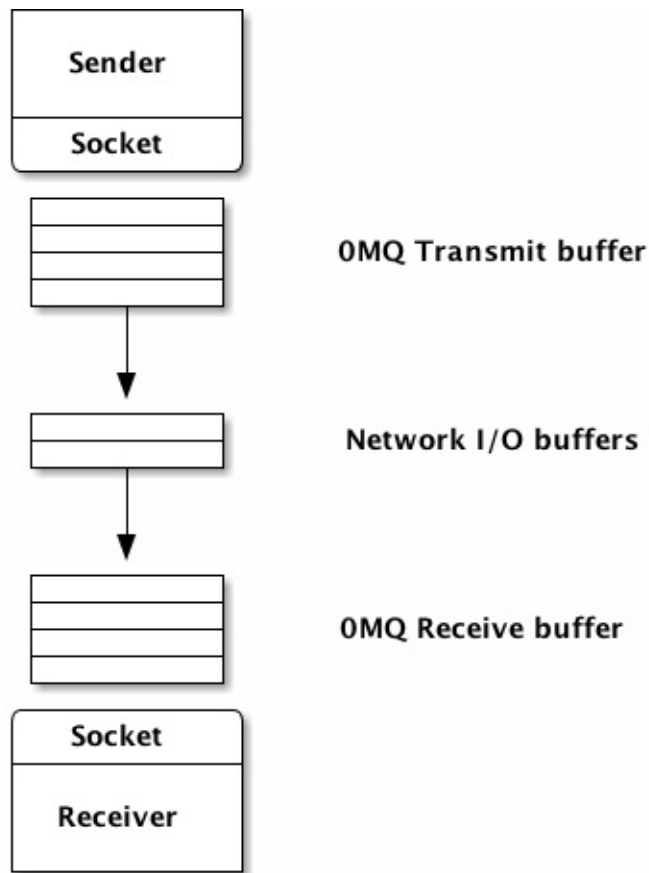 Sender
Socket
0MQ Transmit buffer
Network I/O buffers
0MQ Receive buffer
Socket
Receiver